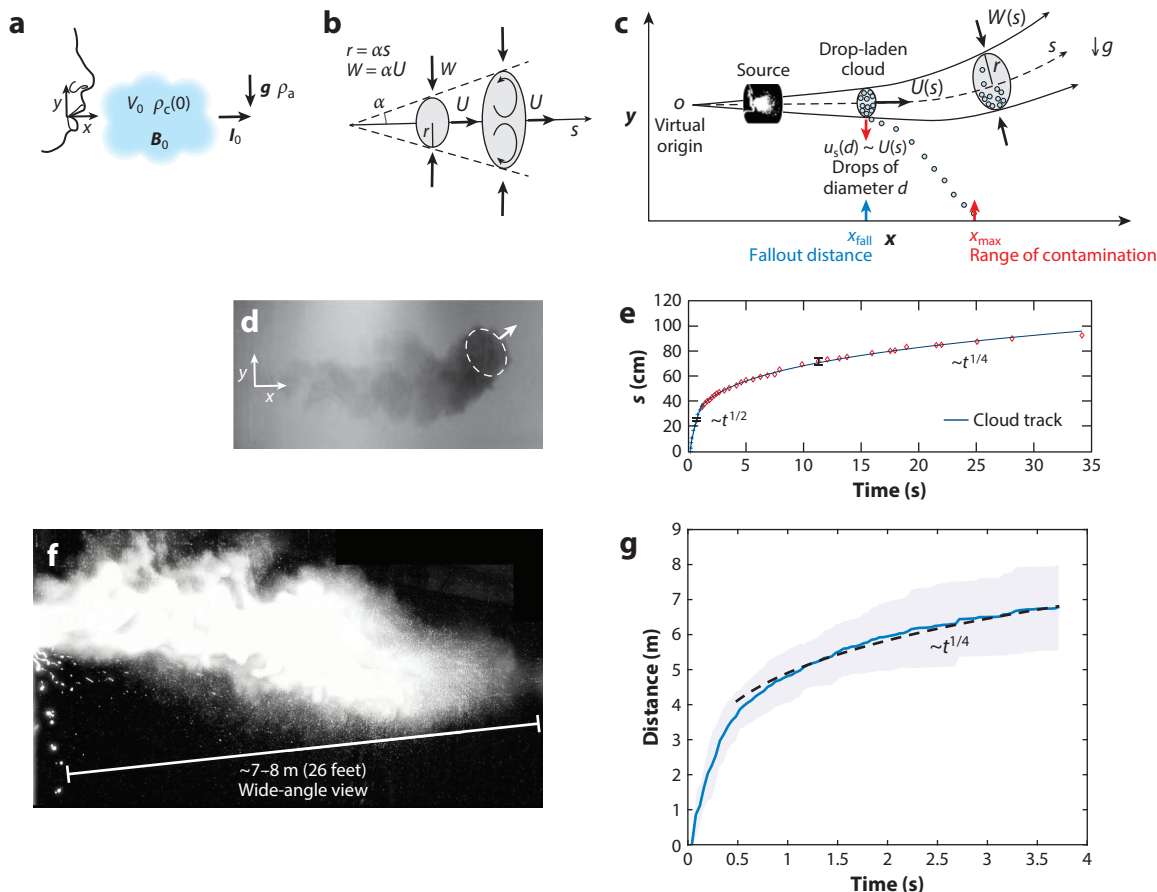 a
y
x
V₀ ρc(0)
B₀
g ρa
I₀
b
r = αs
W = αU
α
W
U
r
U
s
c
y
o
Virtual
origin
Source
Drop-laden
cloud
U(s)
W(s)
r
s
g
us(d) ~ U(s)
Drops of
diameter d
xfall
x
xmax
Fallout distance
Range of contamination
d
y
x
e
s (cm)
100
80
60
40
20
0
~t1/2
~t1/4
Cloud track
0
5
10
15
20
25
30
35
Time (s)
f
~7–8 m (26 feet)
Wide-angle view
g
Distance (m)
9
8
7
6
5
4
3
2
1
0
~t1/4
0
0.5
1
1.5
2
2.5
3
3.5
4
Time (s)